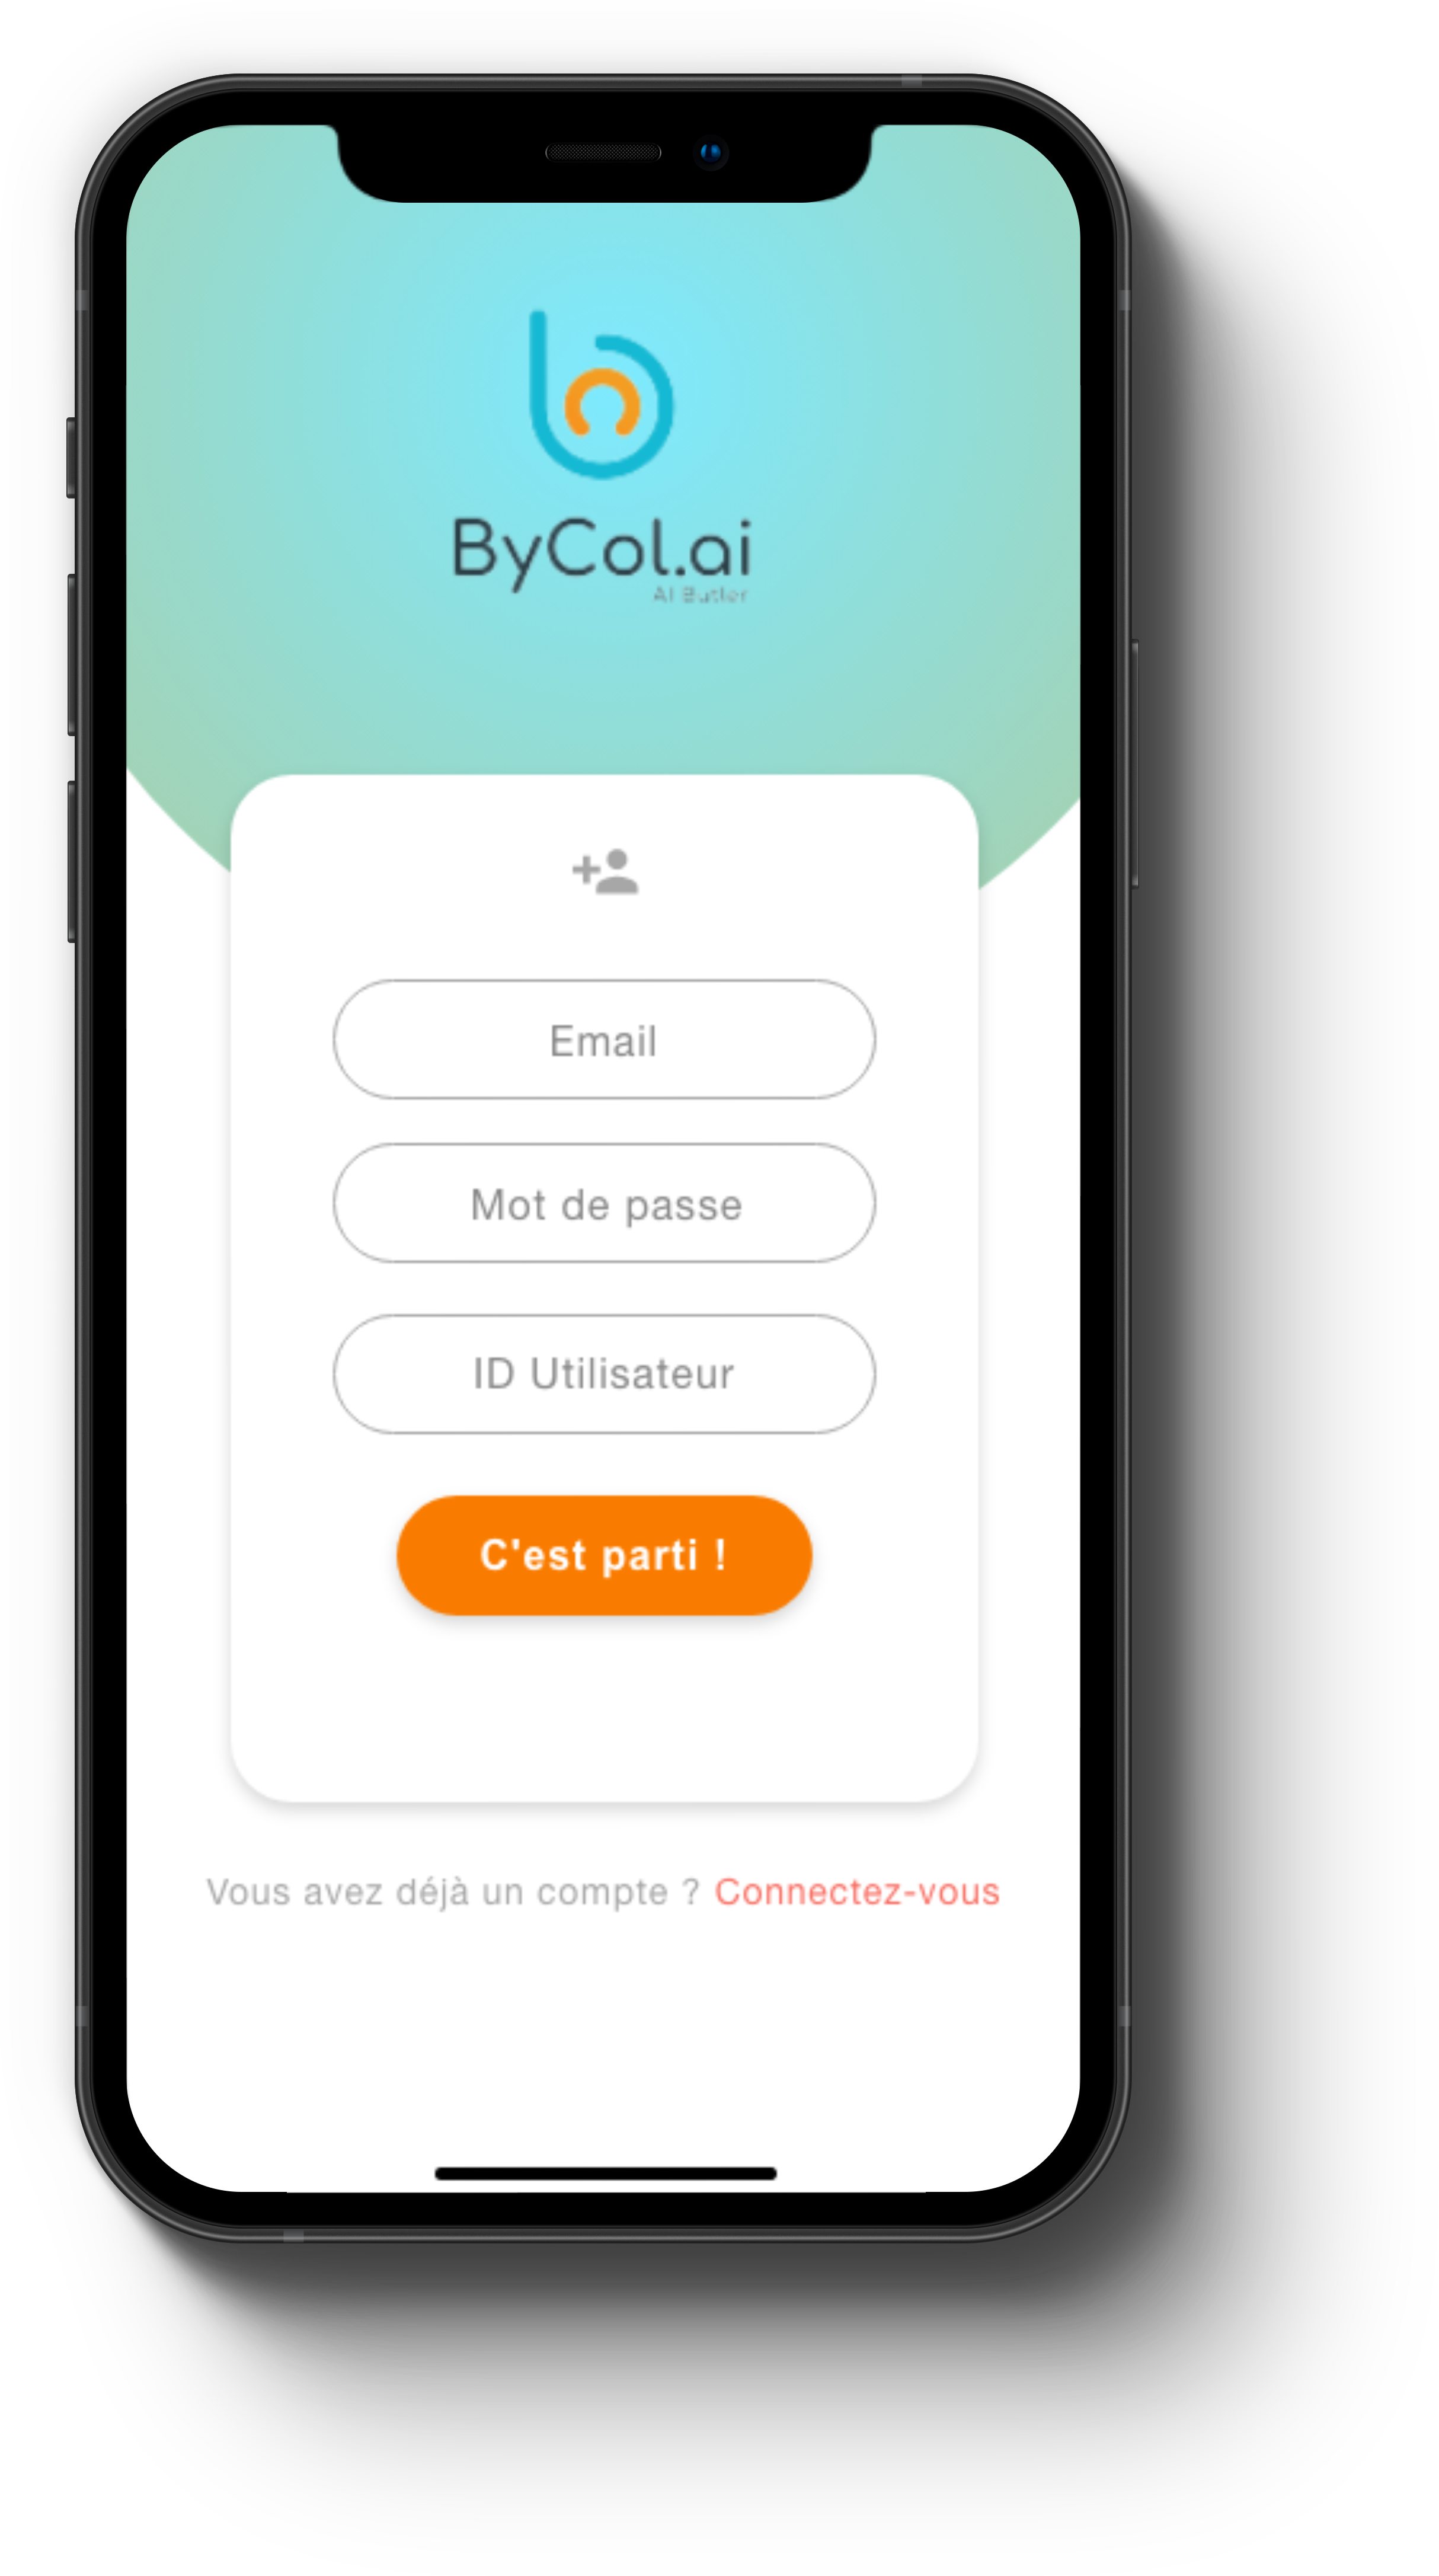 ByCol.ai
AI Butler
Email
Mot de passe
ID Utilisateur
C'est parti !
Vous avez déjà un compte ? Connectez-vous